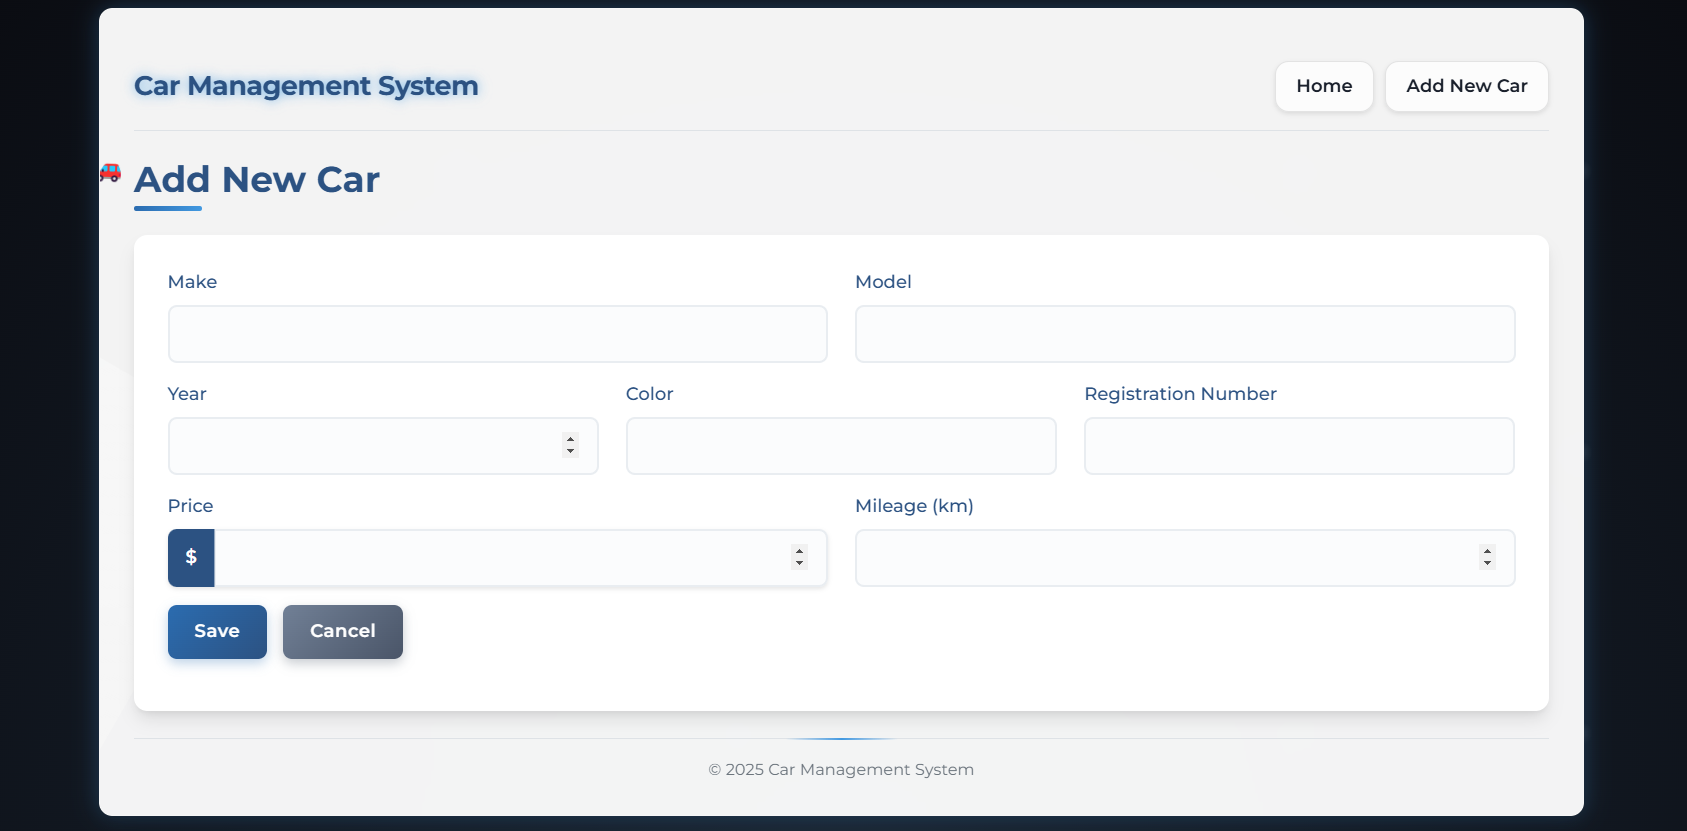 Car Management System
Home
Add New Car
Add New Car
Make
Model
Year
Color
Registration Number
Price
Mileage (km)
$
Save
Cancel
© 2025 Car Management System